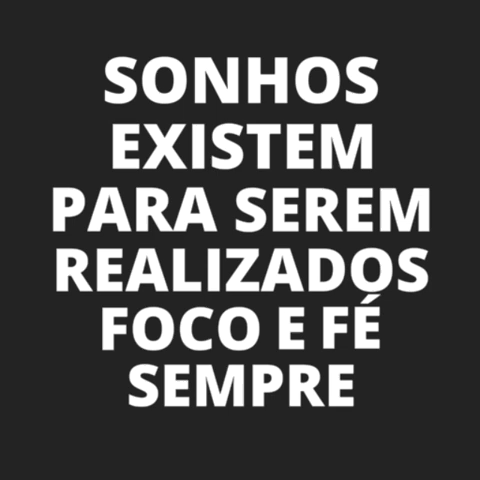 SONHOS
EXISTEM
PARA SEREM
REALIZADOS
FOCO E FÉ
SEMPRE